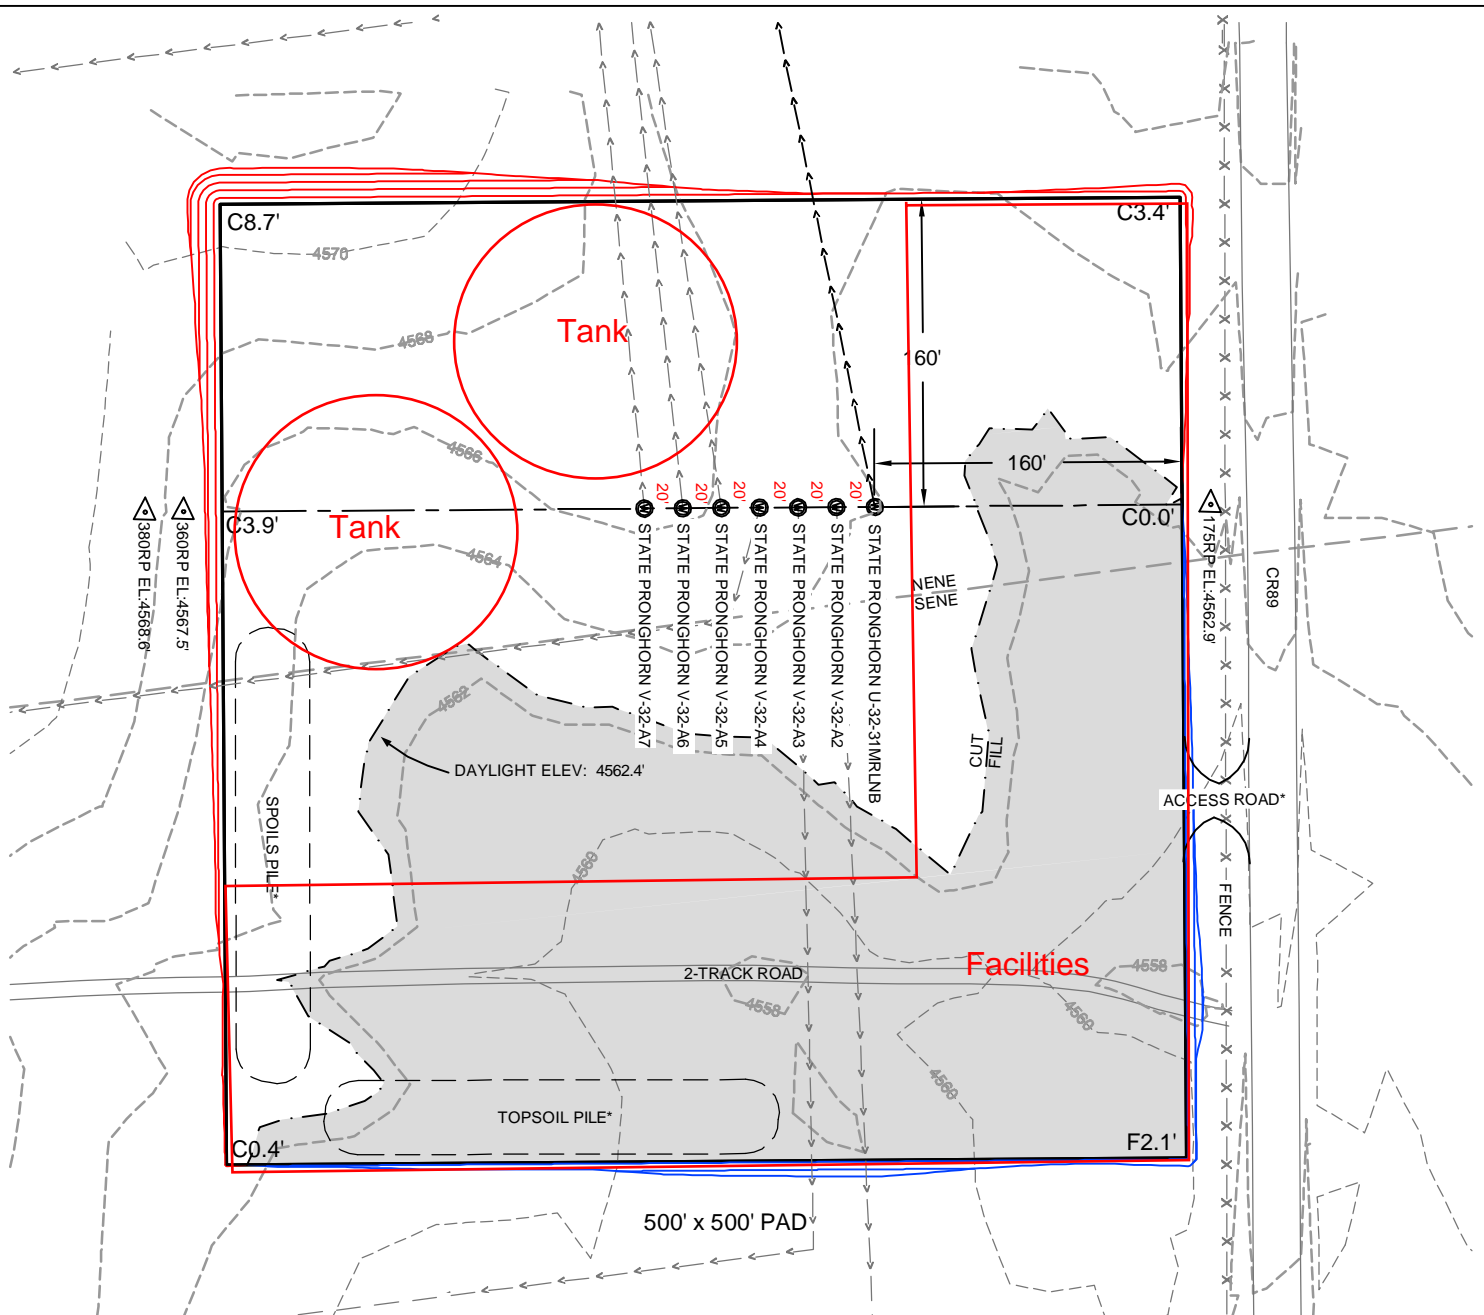 C8.7'
C3.4'
4570
Tank
4568
160'
4566
160'
20'
20'
20'
20'
20'
20'
C3.9'
Tank
C0.0'
4564
380RP EL:4568.6'
360RP EL:4567.5'
175RP EL:4562.9'
CR89
STATE PRONGHORN V-32-A7
STATE PRONGHORN V-32-A6
STATE PRONGHORN V-32-A5
STATE PRONGHORN V-32-A4
STATE PRONGHORN V-32-A3
STATE PRONGHORN V-32-A2
STATE PRONGHORN U-32-31MRLNB
NENE
SENE
4562
CUT
FILL
DAYLIGHT ELEV: 4562.4'
SPOILS PILE*
ACCESS ROAD*
4560
FENCE
2-TRACK ROAD
Facilities
4558
4558
4560
4560
TOPSOIL PILE*
C0.4'
F2.1'
500' x 500' PAD